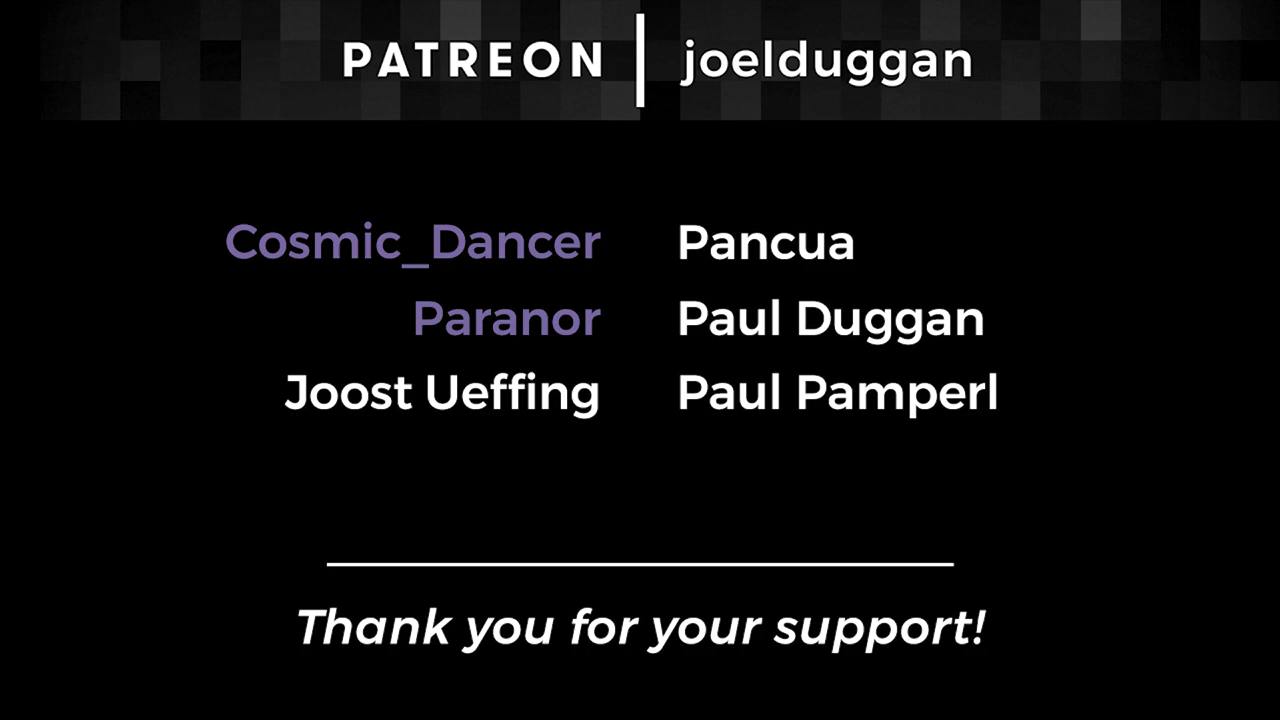 PATREON | joelduggan
Cosmic_Dancer Pancua
Paranor Paul Duggan
Joost Ueffing Paul Pamperl
Thank you for your support!